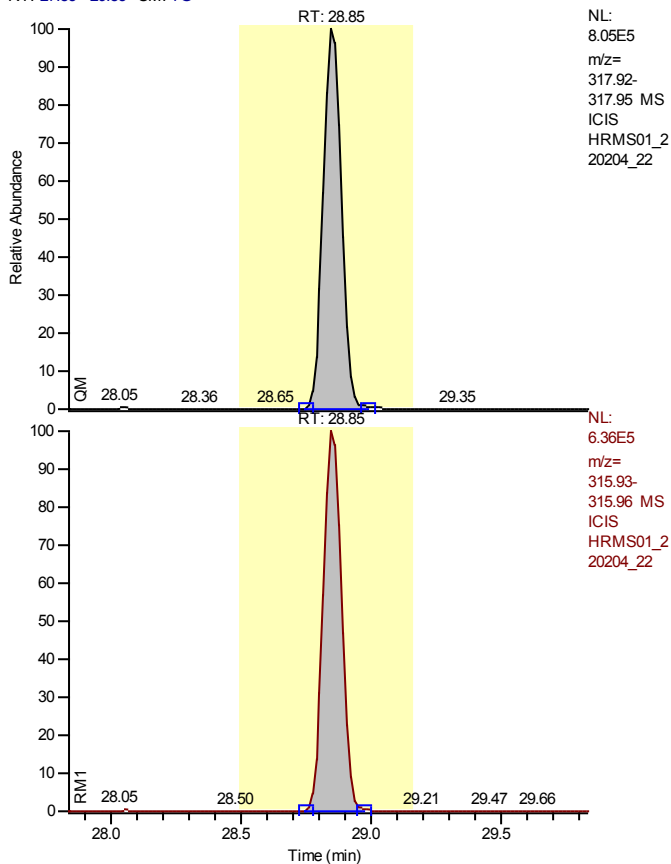 RT: 28.85
NL:
8.05E5
m/z=
317.92-
317.95 MS
ICIS
HRMS01_2
20204_22
100
90
80
70
60
50
40
30
20
10
0
Relative Abundance
QM
28.05 28.36 28.65 29.35
RT: 28.85
NL:
6.36E5
m/z=
315.93-
315.96 MS
ICIS
HRMS01_2
20204_22
100
90
80
70
60
50
40
30
20
10
0
RM1
28.05 28.50 29.21 29.47 29.66
28.0 28.5 29.0 29.5
Time (min)